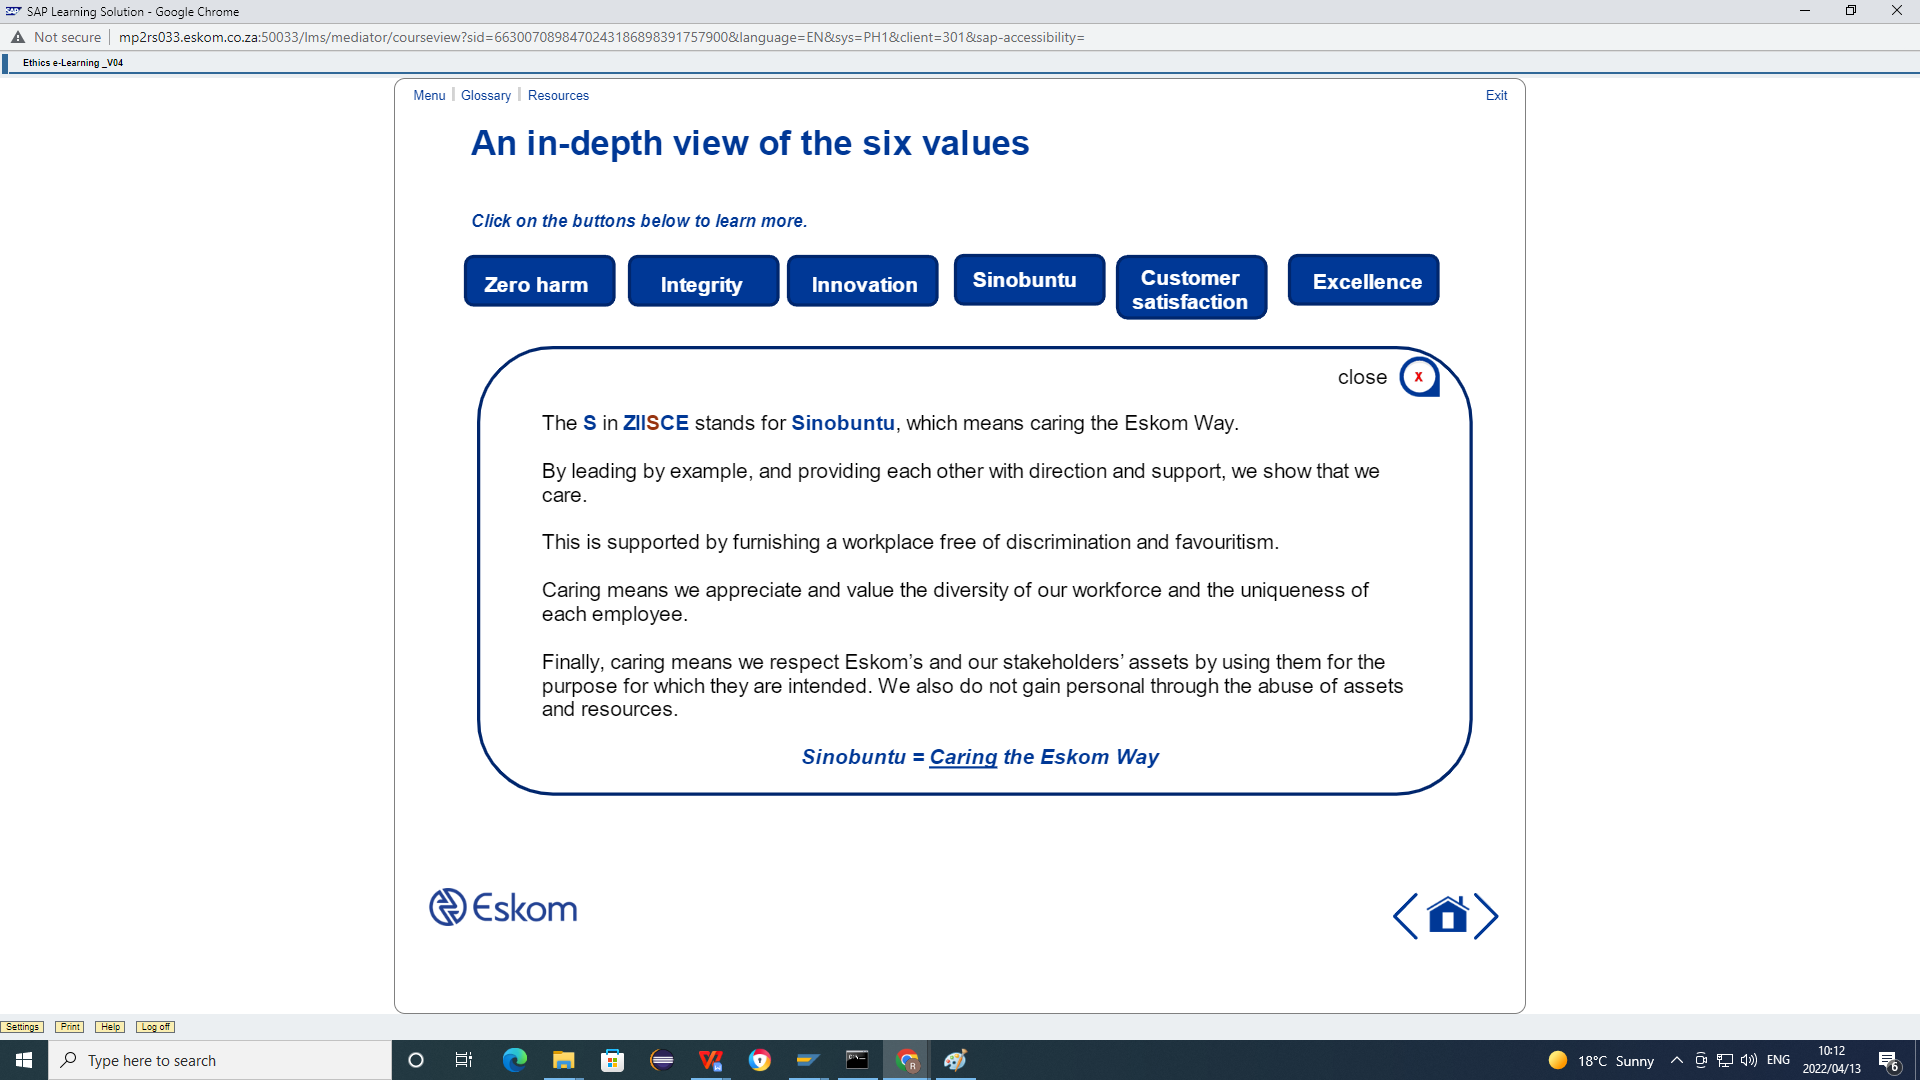 SAP Learning Solution - Google Chrome
Not secure | mp2rs033.eskom.co.za:50033/lms/mediator/courseview?sid=6630070898470243186898391757900&language=EN&sys=PH1&client=301&sap-accessibility=
Ethics e-Learning _V04
Menu | Glossary | Resources Exit
An in-depth view of the six values
Click on the buttons below to learn more.
Zero harm
Integrity
Innovation
Sinobuntu
Customer
satisfaction
Excellence
close X
The S in ZIISCE stands for Sinobuntu, which means caring the Eskom Way.
By leading by example, and providing each other with direction and support, we show that we
care.
This is supported by furnishing a workplace free of discrimination and favouritism.
Caring means we appreciate and value the diversity of our workforce and the uniqueness of
each employee.
Finally, caring means we respect Eskom’s and our stakeholders’ assets by using them for the
purpose for which they are intended. We also do not gain personal through the abuse of assets
and resources.
Sinobuntu = Caring the Eskom Way
Eskom
Settings Print Help Log off
Type here to search
18°C Sunny
ENG
10:12
2022/04/13
6